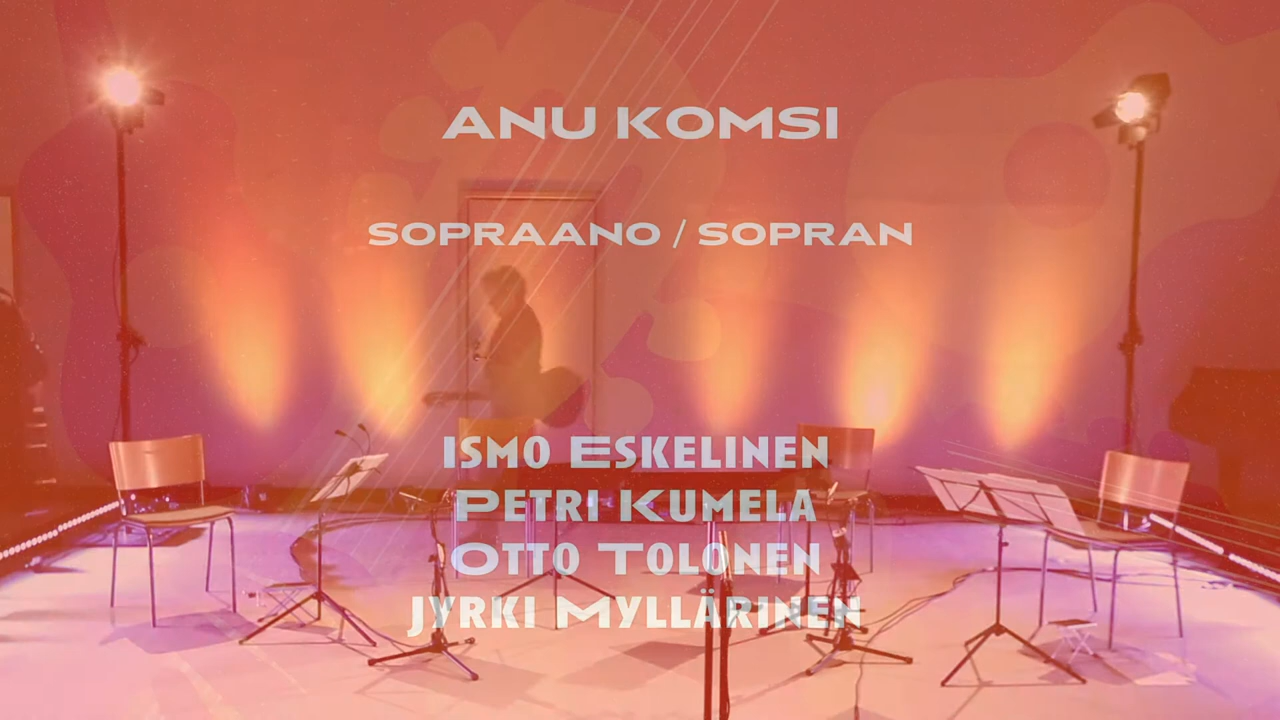 ANU KOMSI
SOPRAANO / SOPRAN
ISMO ESKELINEN
PETRI KUMELA
OTTO TOLONEN
JYRKI MYLLÄRINEN